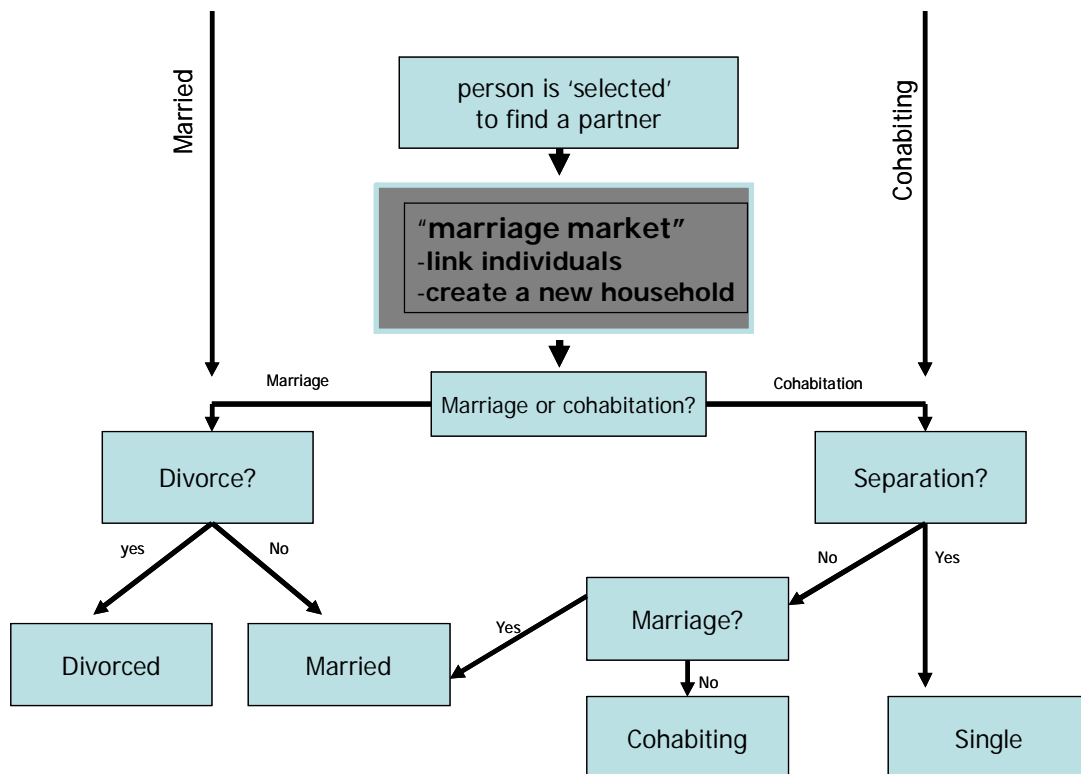 Married
person is ‘selected’
to find a partner
Cohabiting
“marriage market”
-link individuals
-create a new household
Marriage
Marriage or cohabitation?
Cohabitation
Divorce?
Separation?
yes
No
No
Yes
Marriage?
Yes
Divorced
Married
No
Cohabiting
Single